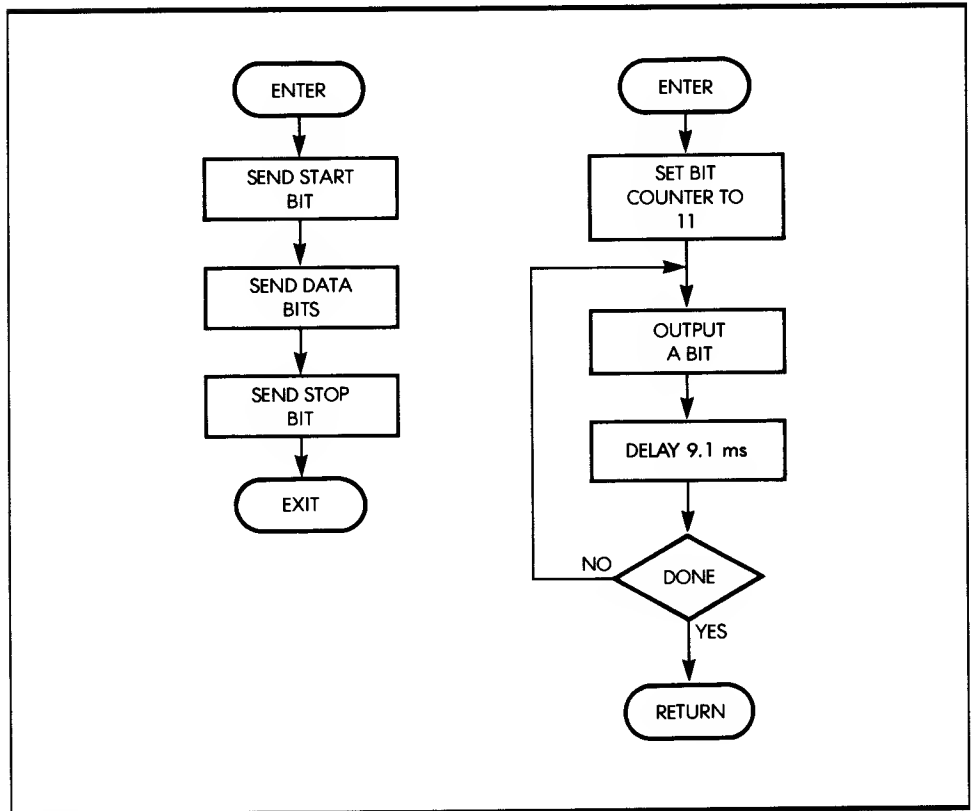 ENTER
SEND START
BIT
SEND DATA
BITS
SEND STOP
BIT
EXIT
ENTER
SET BIT
COUNTER TO
11
OUTPUT
A BIT
DELAY 9.1 ms
DONE
NO
YES
RETURN